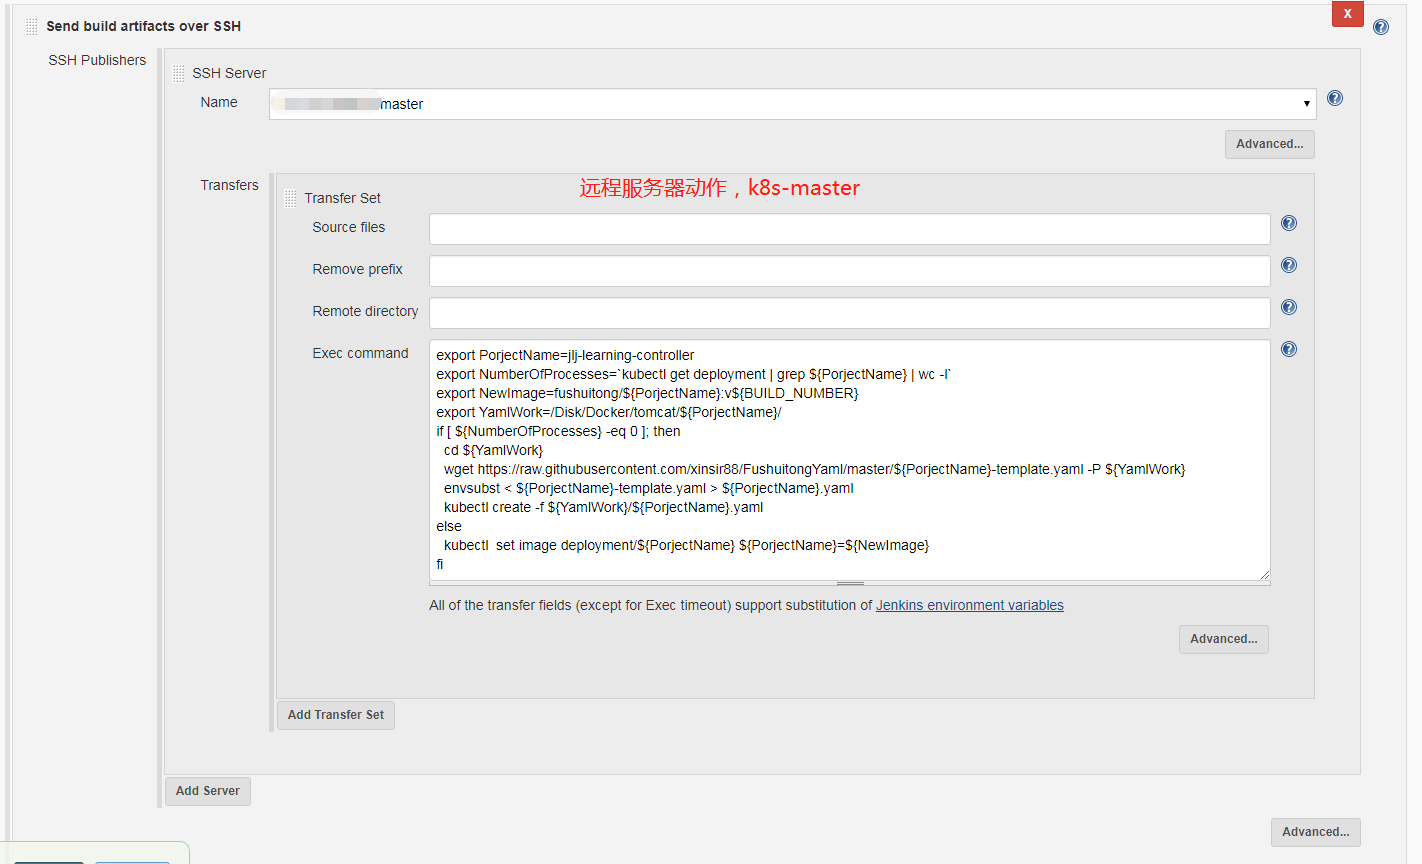 Send build artifacts over SSH
X
SSH Publishers
SSH Server
Name
master
Advanced...
Transfers
远程服务器动作，k8s-master
Transfer Set
Source files
Remove prefix
Remote directory
Exec command
export PorjectName=jlj-learning-controller
export NumberOfProcesses=`kubectl get deployment | grep ${PorjectName} | wc -l`
export NewImage=fushuitong/${PorjectName}:v${BUILD_NUMBER}
export YamlWork=/Disk/Docker/tomcat/${PorjectName}/
if [ ${NumberOfProcesses} -eq 0 ]; then
  cd ${YamlWork}
  wget https://raw.githubusercontent.com/xinsir88/FushuitongYaml/master/${PorjectName}-template.yaml -P ${YamlWork}
  envsubst < ${PorjectName}-template.yaml > ${PorjectName}.yaml
  kubectl create -f ${YamlWork}/${PorjectName}.yaml
else
  kubectl  set image deployment/${PorjectName} ${PorjectName}=${NewImage}
fi
All of the transfer fields (except for Exec timeout) support substitution of Jenkins environment variables
Advanced...
Add Transfer Set
Add Server
Advanced...